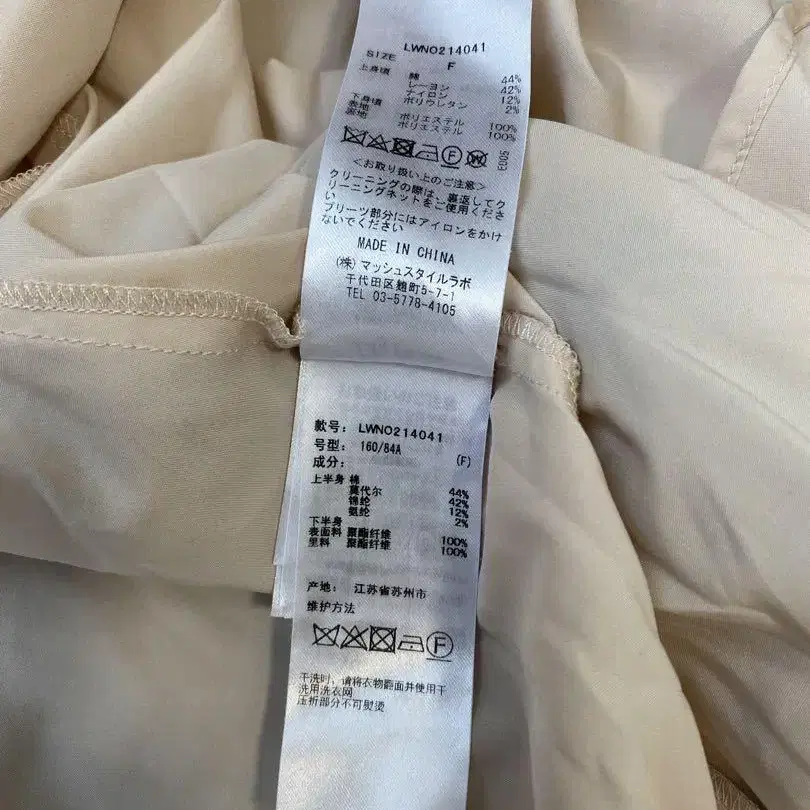 LWNO214041
SIZE F
上身頃 綿 44%
レーヨン 42%
ナイロン 12%
ポリウレタン 2%
下身頃
表地 ポリエステル 100%
裏地 ポリエステル 100%
E005
<お取り扱い上のご注意>
クリーニングの際は、裏返してク
リーニングネットをご使用くださ
い
プリーツ部分にはアイロンをかけ
ないでください
MADE IN CHINA
(株)マッシュスタイルラボ
千代田区麹町5-7-1
TEL 03-5778-4105
款号: LWNO214041
号型: 160/84A (F)
成分:
上半身 棉 44%
莫代尔 42%
锦纶 12%
氨纶 2%
下半身
表面料 聚酯纤维 100%
里料 聚酯纤维 100%
产地: 江苏省苏州市
维护方法
干洗时、请将衣物翻面并使用干
洗用洗衣网
压折部分不可熨烫